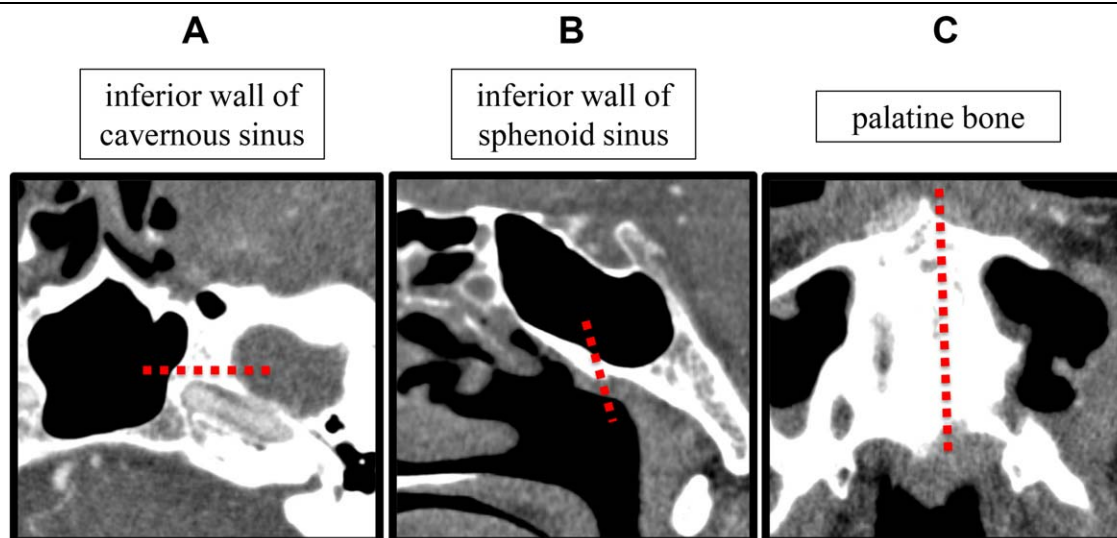 A
B
C
inferior wall of
cavernous sinus
inferior wall of
sphenoid sinus
palatine bone